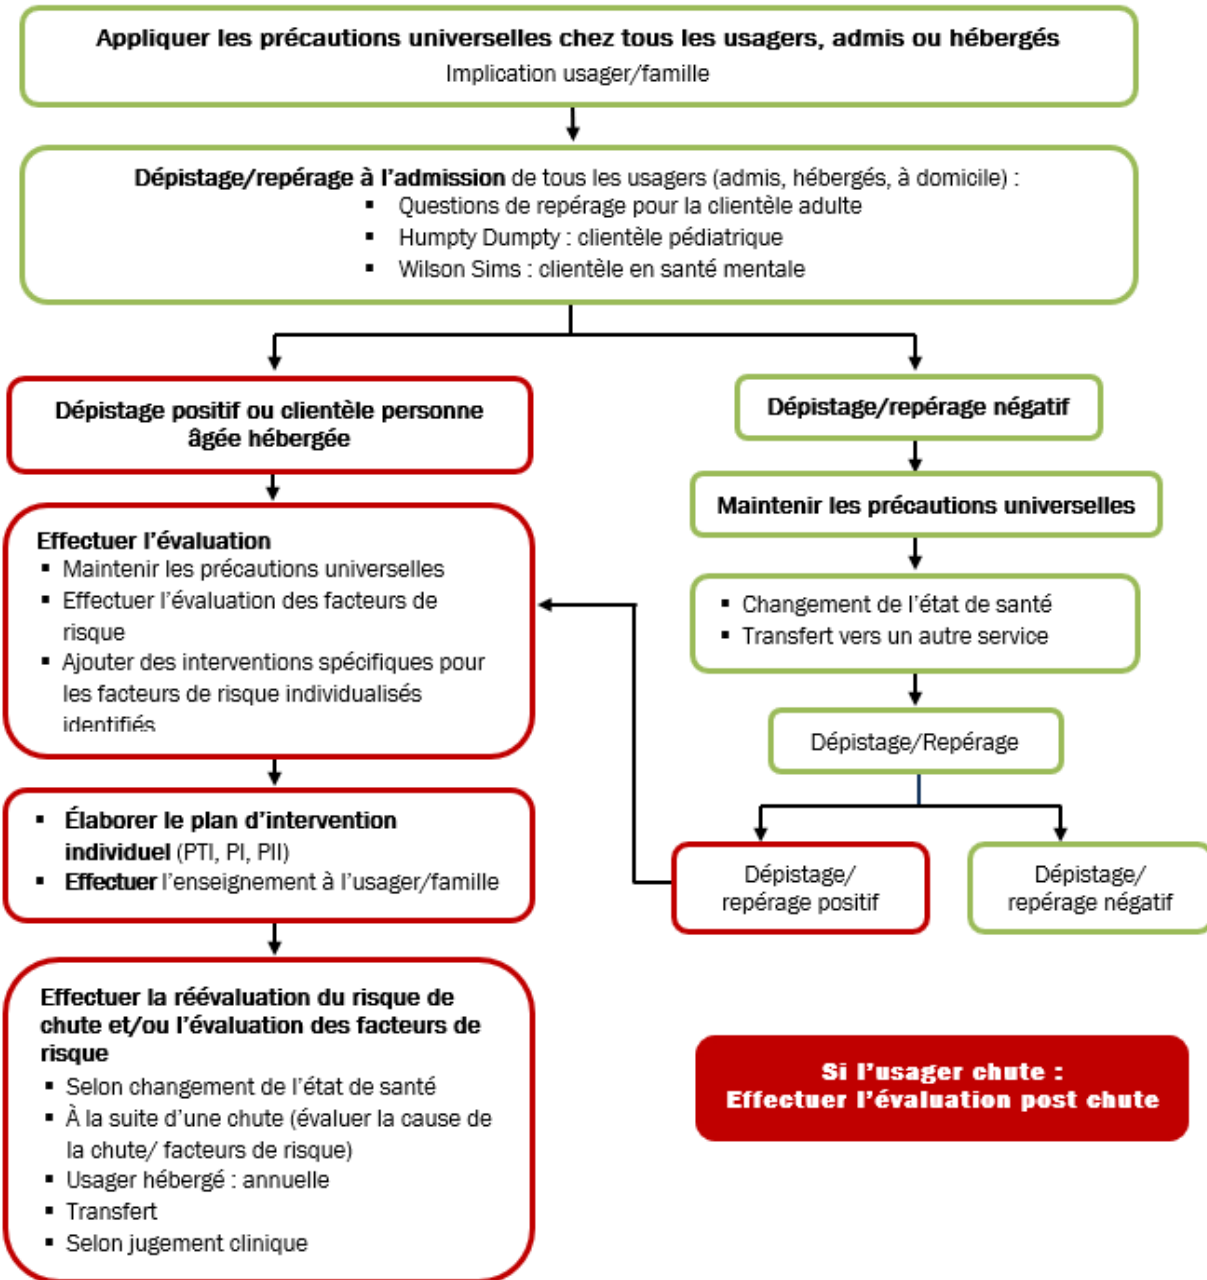 Appliquer les précautions universelles chez tous les usagers, admis ou hébergés
Implication usager/famille
Dépistage/repérage à l'admission de tous les usagers (admis, hébergés, à domicile) :
▪ Questions de repérage pour la clientèle adulte
▪ Humpty Dumpty : clientèle pédiatrique
▪ Wilson Sims : clientèle en santé mentale
Dépistage positif ou clientèle personne
âgée hébergée
Effectuer l'évaluation
▪ Maintenir les précautions universelles
▪ Effectuer l'évaluation des facteurs de
risque
▪ Ajouter des interventions spécifiques pour
les facteurs de risque individualisés
identifiés
▪ Élaborer le plan d'intervention
individuel (PTI, PI, PII)
▪ Effectuer l'enseignement à l'usager/famille
Effectuer la réévaluation du risque de
chute et/ou l'évaluation des facteurs de
risque
▪ Selon changement de l'état de santé
▪ À la suite d'une chute (évaluer la cause de
la chute/ facteurs de risque)
▪ Usager hébergé : annuelle
▪ Transfert
▪ Selon jugement clinique
Dépistage/repérage négatif
Maintenir les précautions universelles
▪ Changement de l'état de santé
▪ Transfert vers un autre service
Dépistage/Repérage
Dépistage/
repérage positif
Dépistage/
repérage négatif
Si l'usager chute :
Effectuer l'évaluation post chute